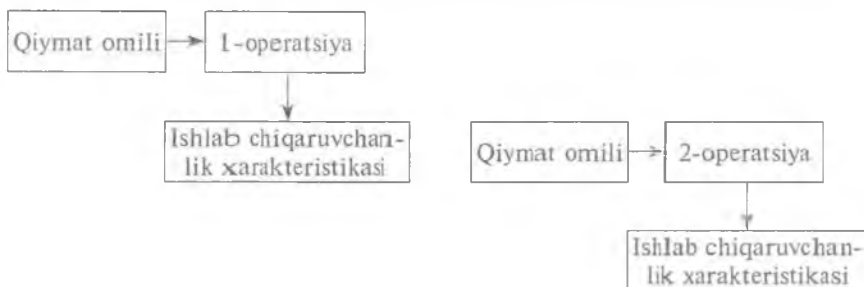 Qiymat omili
1-operatsiya
Ishlab chiqaruvchan-
lik xarakteristikasi
Qiymat omili
2-operatsiya
Ishlab chiqaruvchan-
lik xarakteristikasi